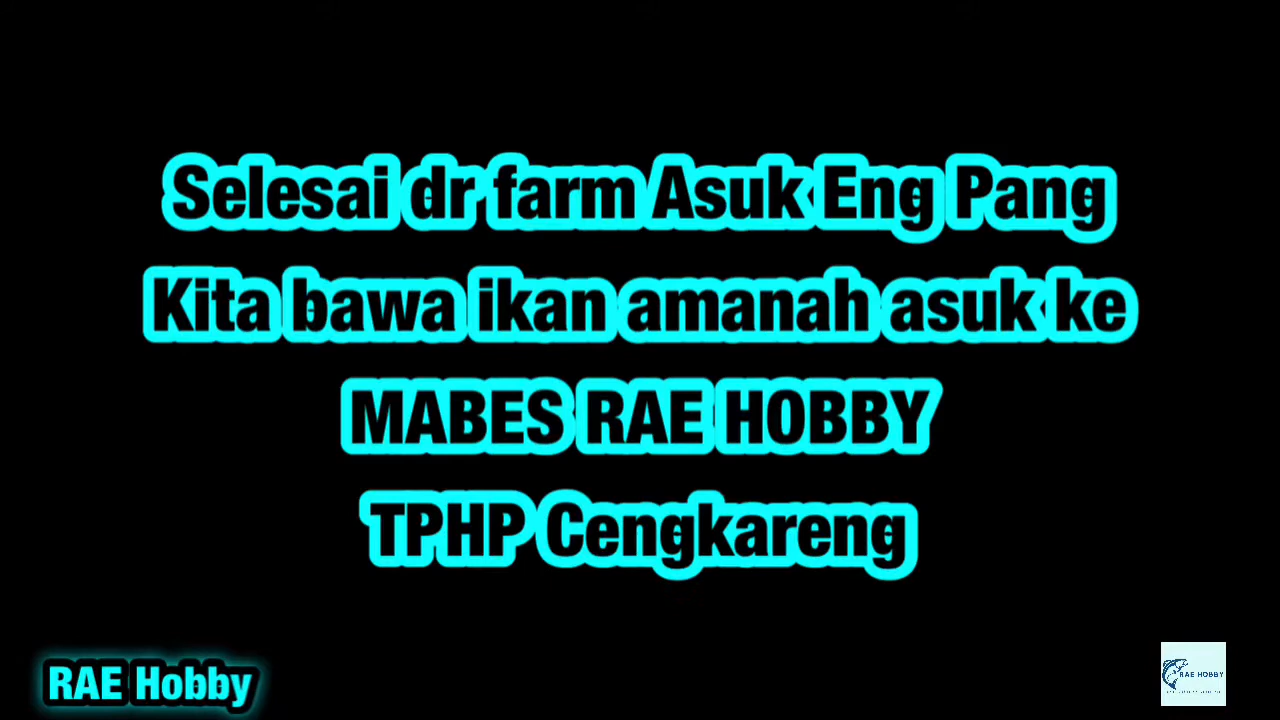 Selesai dr farm Asuk Eng Pang
Kita bawa ikan amanah asuk ke
MABES RAE HOBBY
TPHP Cengkareng
RAE Hobby
RAE HOBBY